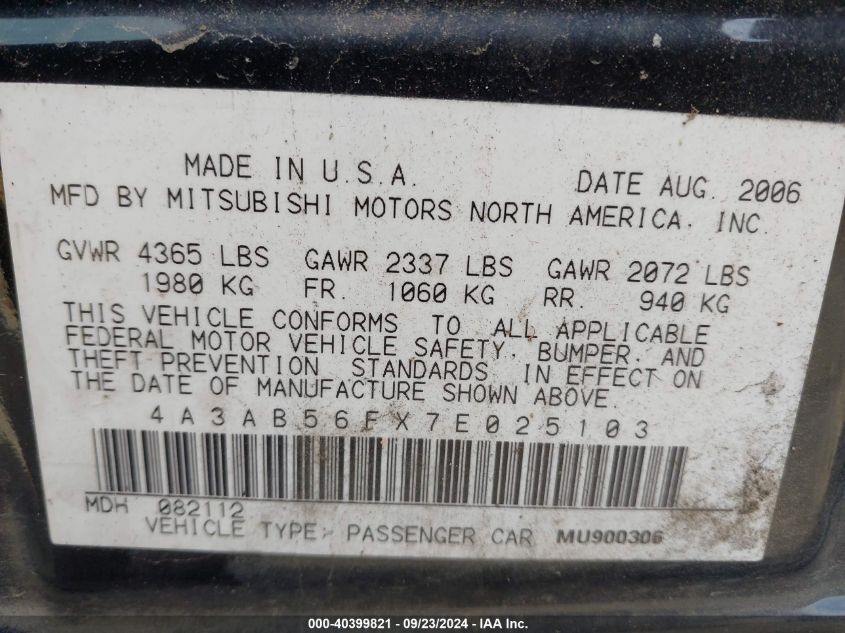 MADE IN U.S.A. DATE AUG. 2006
MFD BY MITSUBISHI MOTORS NORTH AMERICA, INC.
GVWR 4365 LBS GAWR 2337 LBS GAWR 2072 LBS
1980 KG FR. 1060 KG RR. 940 KG
THIS VEHICLE CONFORMS TO ALL APPLICABLE
FEDERAL MOTOR VEHICLE SAFETY, BUMPER, AND
THEFT PREVENTION STANDARDS IN EFFECT ON
THE DATE OF MANUFACTURE SHOWN ABOVE.
4A3AB56FX7E025103
MDH 082112
VEHICLE TYPE: PASSENGER CAR MU900306
000-40399821 - 09/23/2024 - IAA Inc.